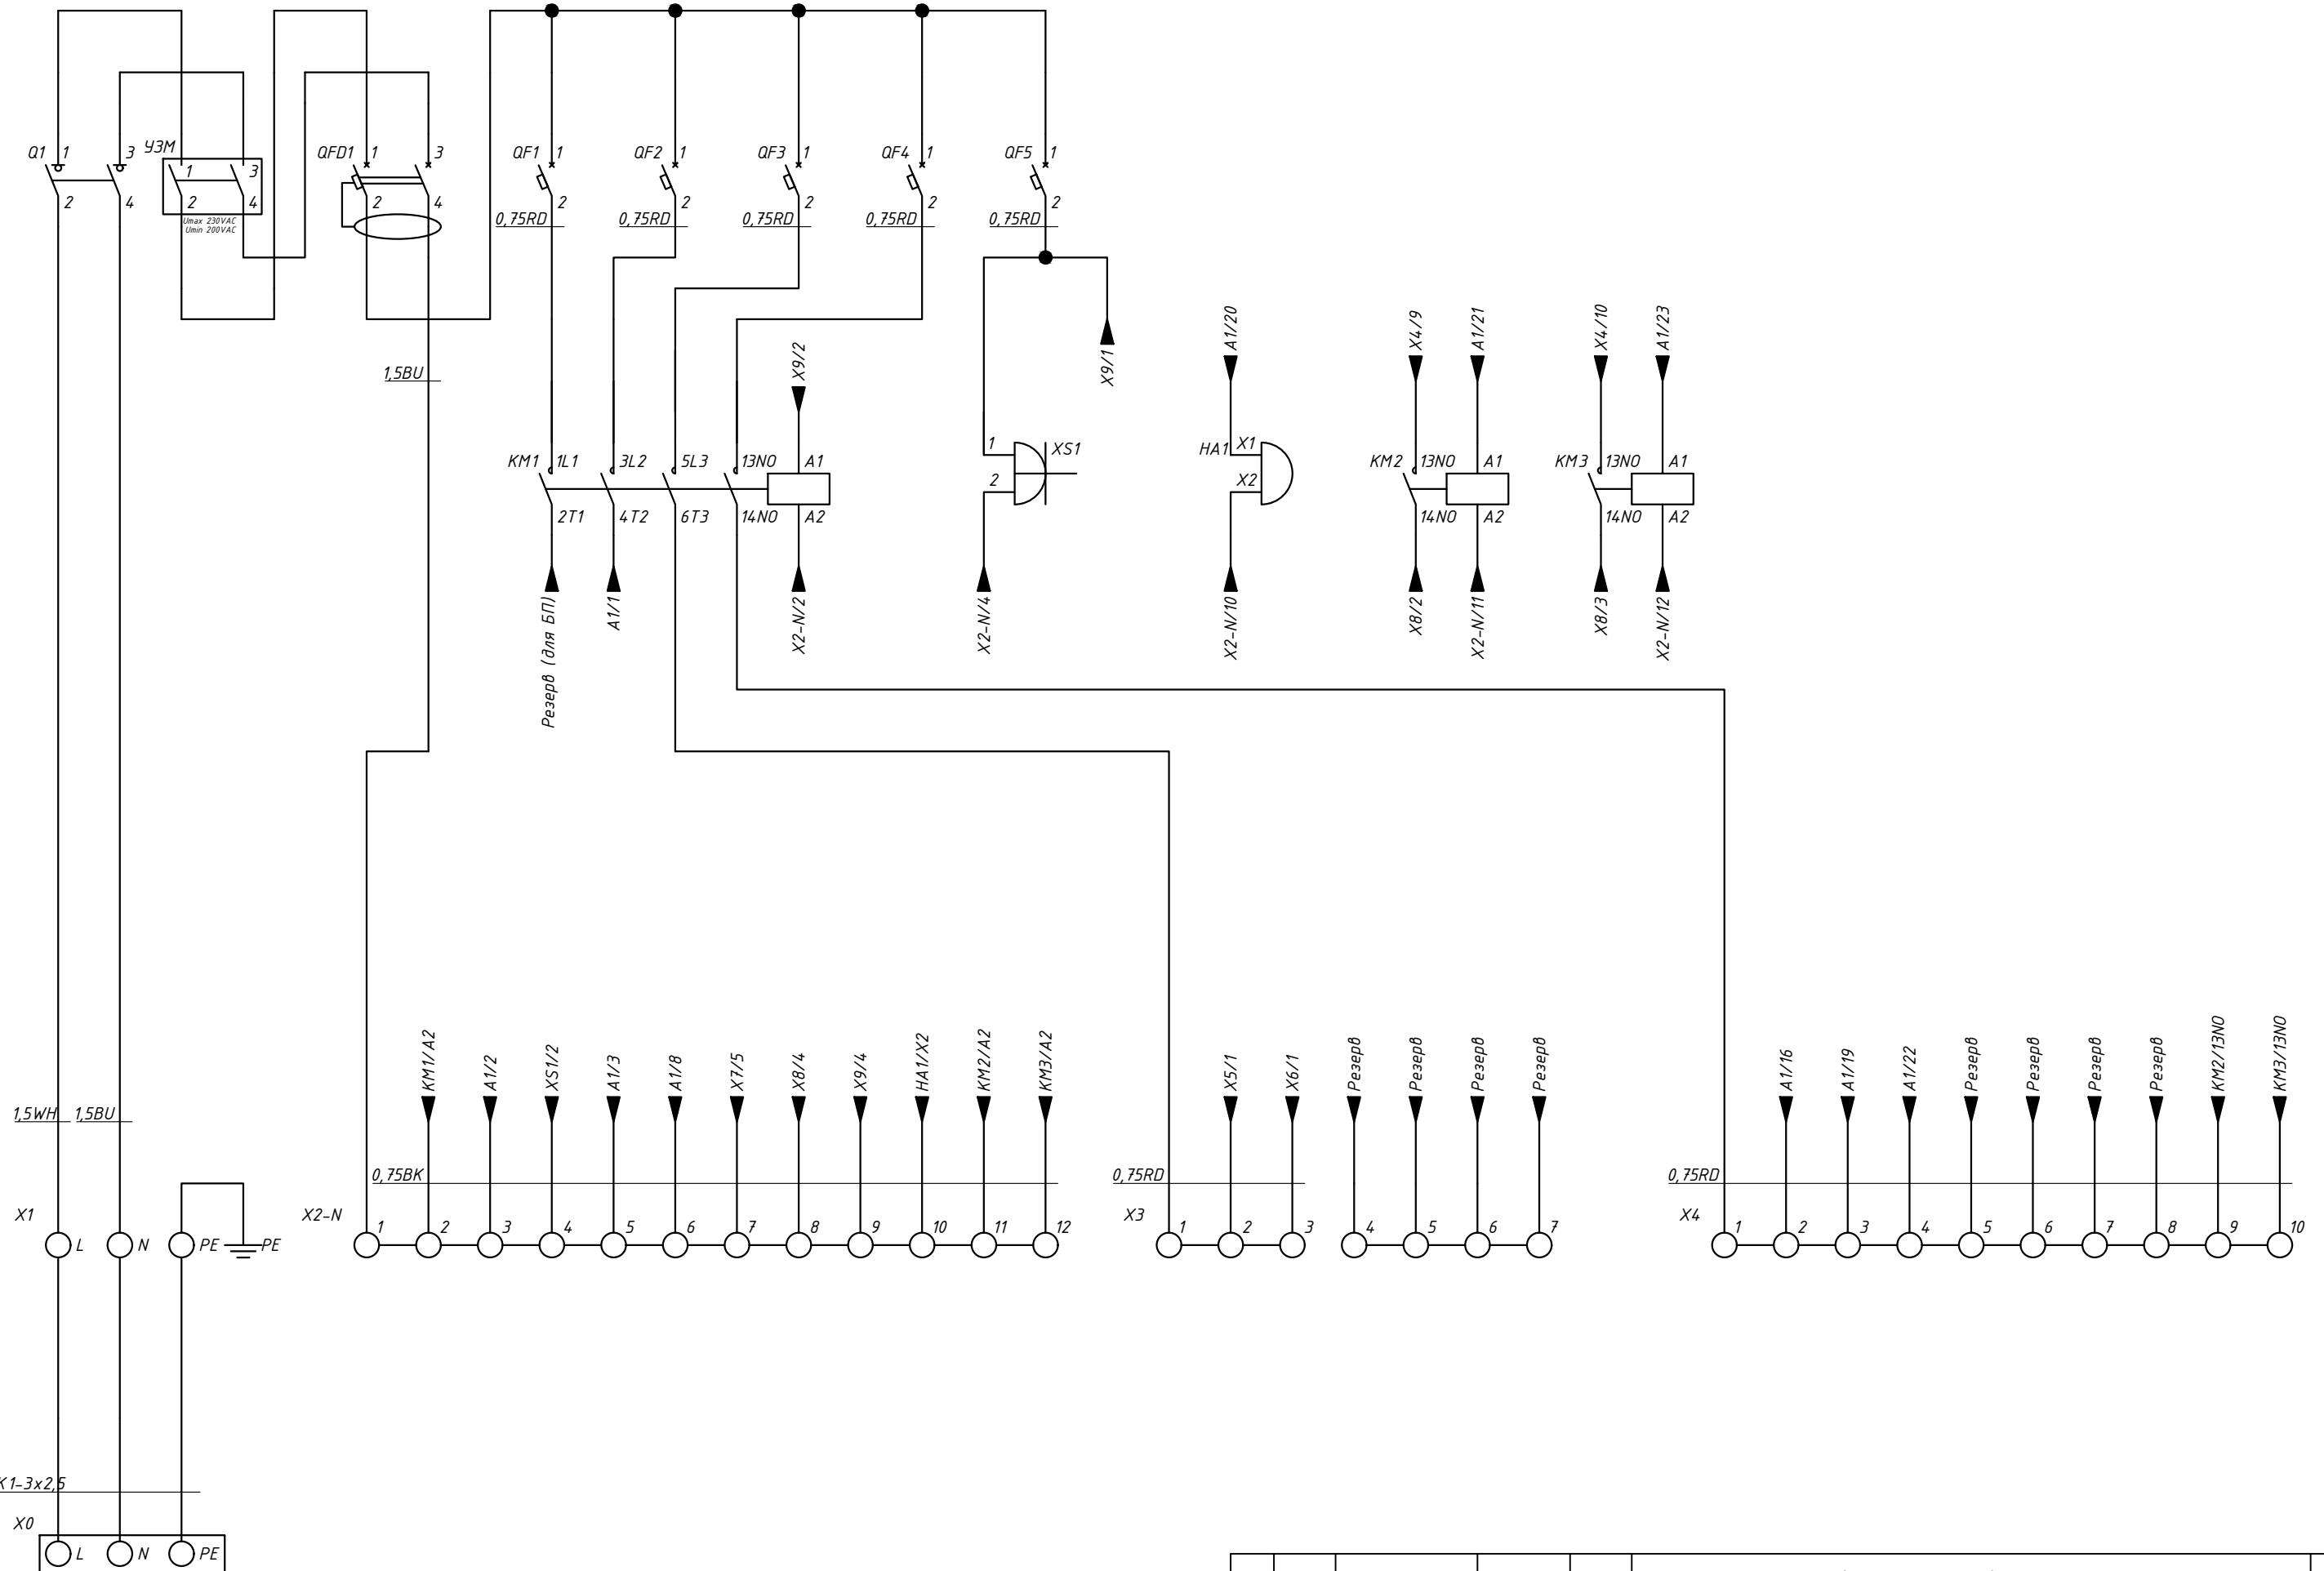 Q1 1 3 УЗМ 1 3 QFD1 1 3 QF1 1 QF2 1 QF3 1 QF4 1 QF5 1
2 4 2 4 2 4 2 2 2 2 2
Umax 230VAC
Umin 200VAC
0,75RD 0,75RD 0,75RD 0,75RD 0,75RD
1,5BU
X9/2
X9/1
A1/20
X4/9
A1/21
X4/10
A1/23
KM1 1L1 3L2 5L3 13NO A1
2T1 4T2 6T3 14NO A2
1 XS1
2
HA1 X1
X2
KM2 13NO A1
14NO A2
KM3 13NO A1
14NO A2
Резерв (для БП)
A1/1
X2-N/2
X2-N/4
X2-N/10
X8/2
X2-N/11
X8/3
X2-N/12
KM1/A2
A1/2
XS1/2
A1/3
A1/8
X7/5
X8/4
X9/4
HA1/X2
KM2/A2
KM3/A2
X5/1
X6/1
Резерв
Резерв
Резерв
Резерв
A1/16
A1/19
A1/22
Резерв
Резерв
Резерв
Резерв
KM2/13NO
KM3/13NO
1,5WH 1,5BU
0,75BK
0,75RD
0,75RD
X1 L N PE PE
X2-N 1 2 3 4 5 6 7 8 9 10 11 12
X3 1 2 3 4 5 6 7
X4 1 2 3 4 5 6 7 8 9 10
K1-3x2,5
X0
L N PE